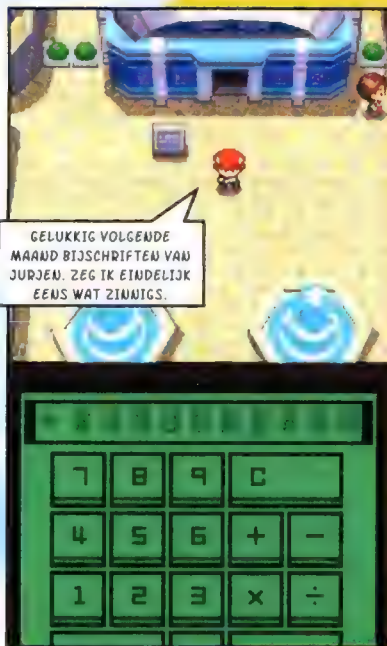 GELUKKIG VOLGENDE
MAAND BIJSCHRIFTEN VAN
JURJEN. ZEG IK EINDELIJK
EENS WAT ZINNIGS.
7 8 9 C
4 5 6 + −
1 2 3 × ÷